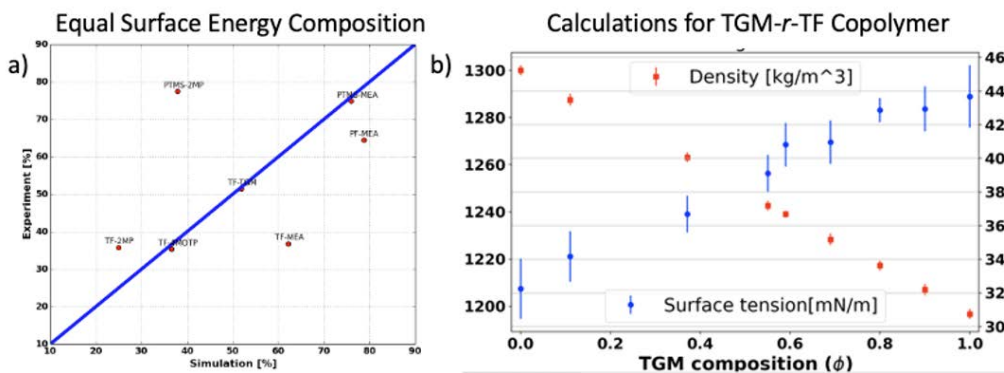 Equal Surface Energy Composition
a)
90
80
70
60
50
40
30
20
10
Experiment [%]
PTMS-2MP
PTMS-MEA
PF-MEA
TF-TGM
TF-2MP
TF-4MOTP
TF-MEA
10 20 30 40 50 60 70 80 90
Simulation [%]
Calculations for TGM-r-TF Copolymer
b)
1300
1280
1260
1240
1220
1200
Density [kg/m^3]
Surface tension[mN/m]
46
44
42
40
38
36
34
32
30
0.0 0.2 0.4 0.6 0.8 1.0
TGM composition (ϕ)